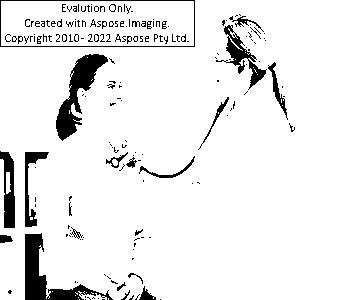 Evalution Only.
Created with Aspose.Imaging.
Copyright 2010- 2022 Aspose Pty Ltd.